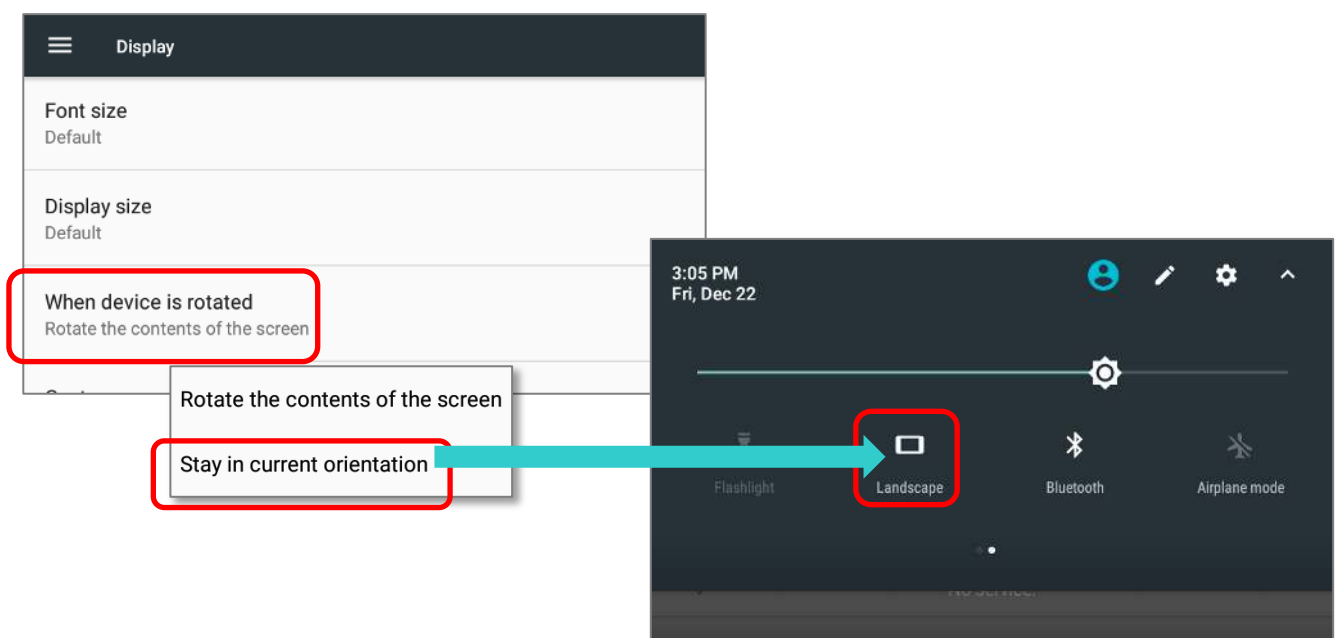 Display
Font size
Default
Display size
Default
When device is rotated
Rotate the contents of the screen
Rotate the contents of the screen
Stay in current orientation
3:05 PM
Fri, Dec 22
Flashlight
Landscape
Bluetooth
Airplane mode
No service.